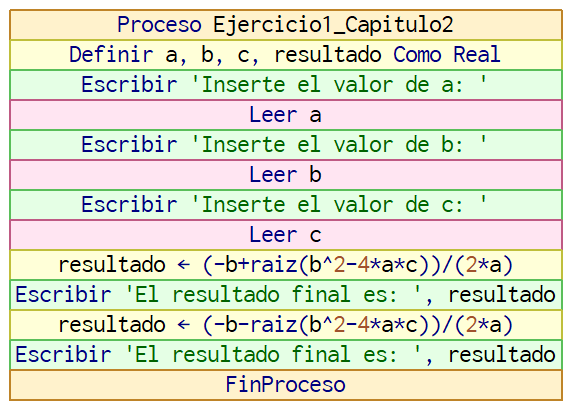 Proceso Ejercicio1_Capitulo2
Definir a, b, c, resultado Como Real
Escribir 'Inserte el valor de a: '
Leer a
Escribir 'Inserte el valor de b: '
Leer b
Escribir 'Inserte el valor de c: '
Leer c
resultado ← (-b+raiz(b^2-4*a*c))/(2*a)
Escribir 'El resultado final es: ', resultado
resultado ← (-b-raiz(b^2-4*a*c))/(2*a)
Escribir 'El resultado final es: ', resultado
FinProceso